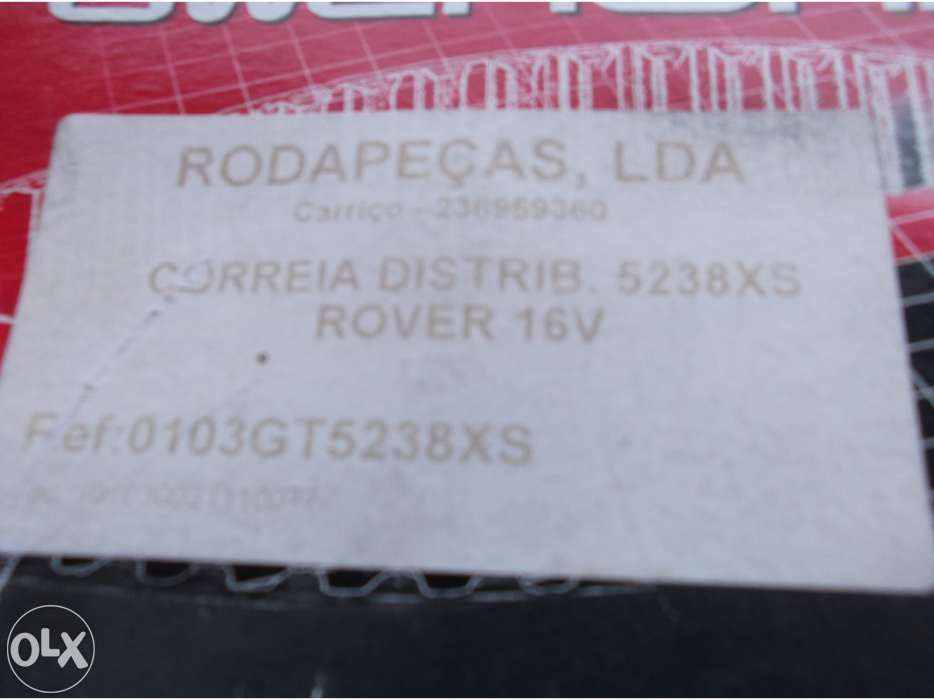 RODAPEÇAS, LDA
Carriço - 236959360
CORREIA DISTRIB. 5238XS
ROVER 16V
Ref:0103GT5238XS
OLX